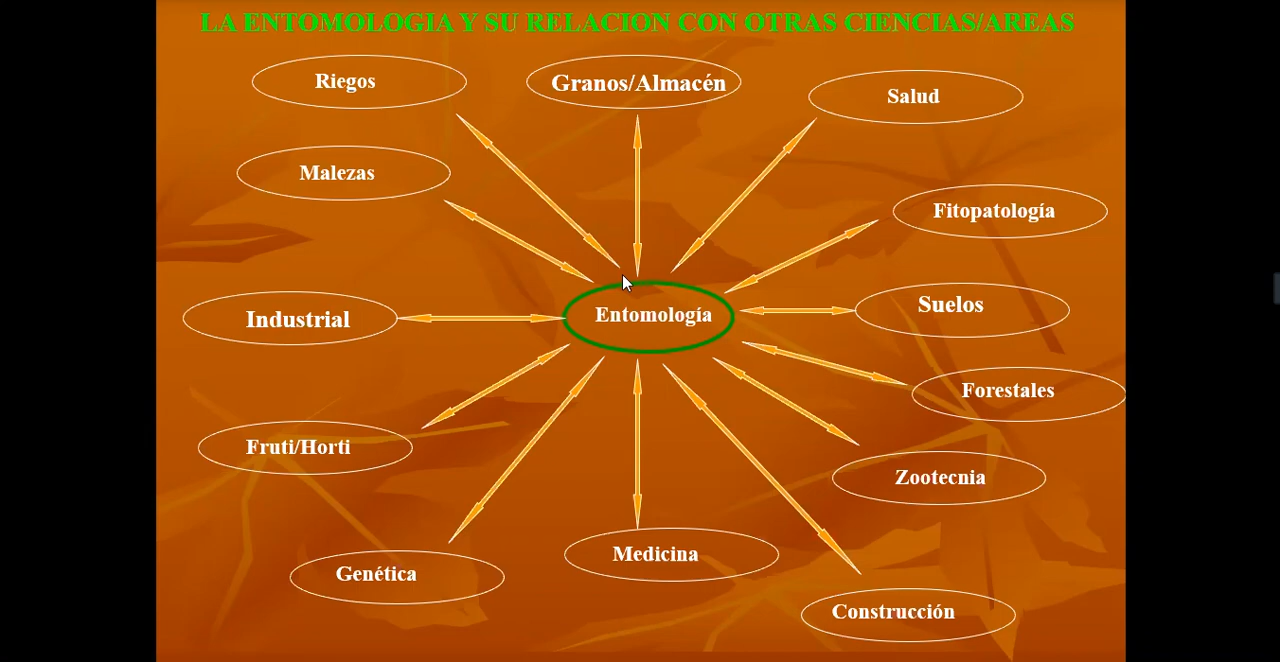 LA ENTOMOLOGIA Y SU RELACION CON OTRAS CIENCIAS/AREAS
Riegos
Granos/Almacén
Salud
Malezas
Fitopatología
Industrial
Entomología
Suelos
Forestales
Fruti/Horti
Zootecnia
Genética
Medicina
Construcción